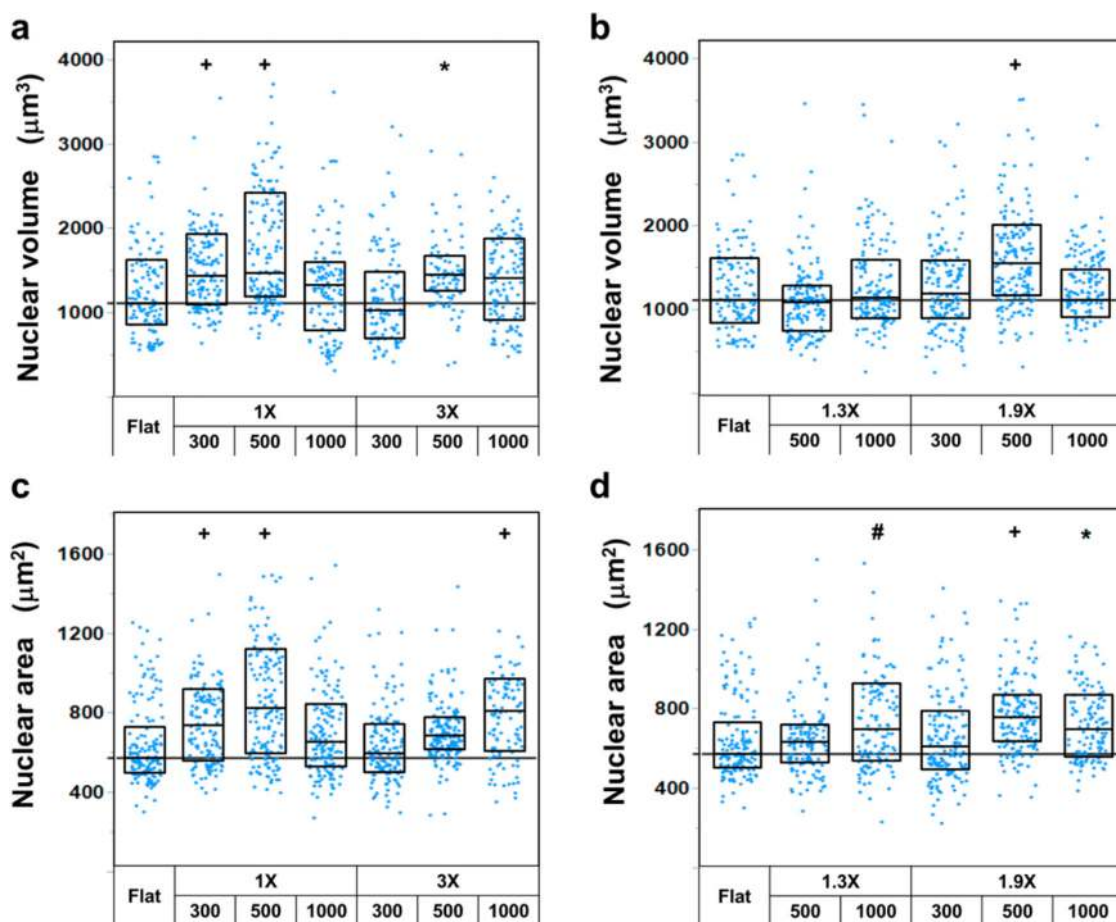 a
Nuclear volume (μm³)
4000
3000
2000
1000
+ + *
Flat 1X 3X
300 500 1000 300 500 1000
b
Nuclear volume (μm³)
4000
3000
2000
1000
+
Flat 1.3X 1.9X
500 1000 300 500 1000
c
Nuclear area (μm²)
1600
1200
800
400
+ + +
Flat 1X 3X
300 500 1000 300 500 1000
d
Nuclear area (μm²)
1600
1200
800
400
# + *
Flat 1.3X 1.9X
500 1000 300 500 1000